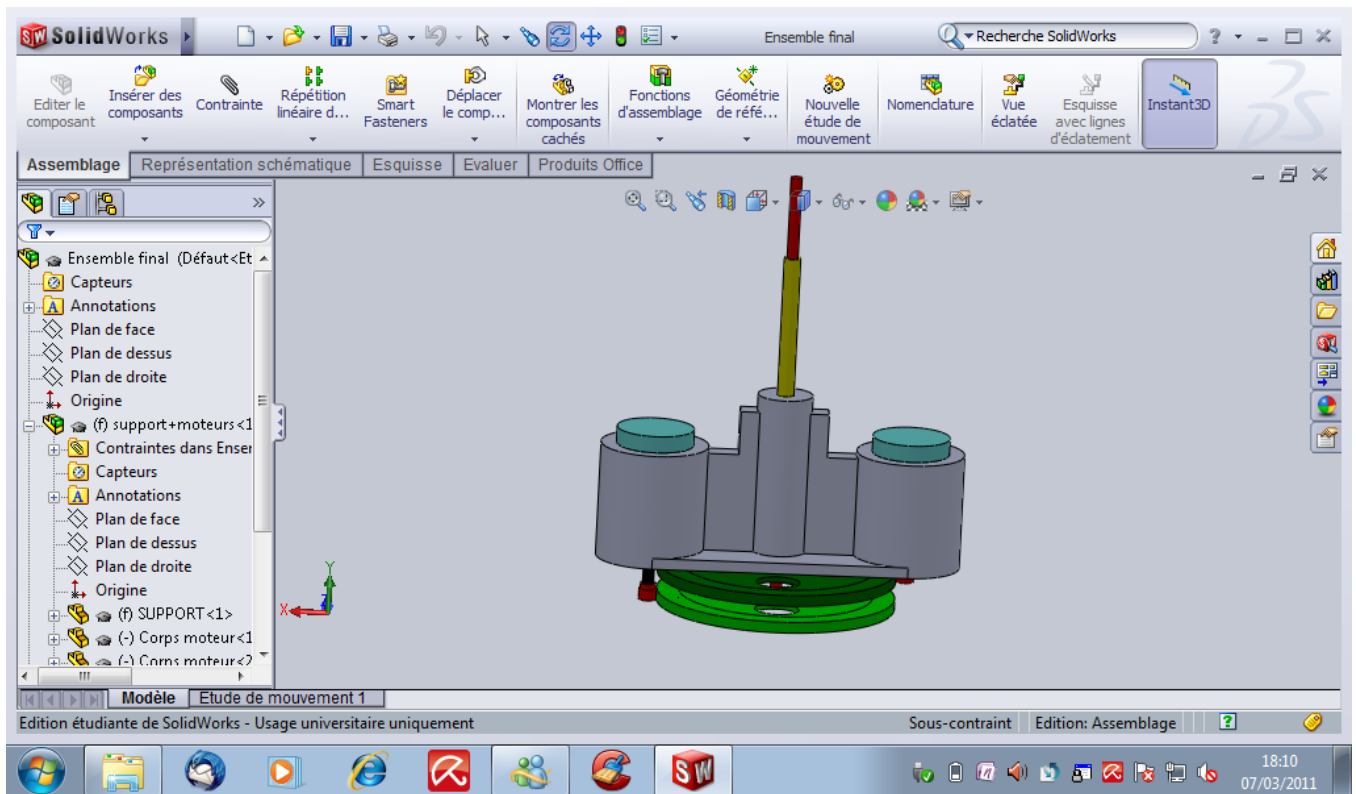 SolidWorks
Ensemble final
Recherche SolidWorks
Editer le composant
Insérer des composants
Contrainte
Répétition linéaire d...
Smart Fasteners
Déplacer le comp...
Montrer les composants cachés
Fonctions d'assemblage
Géométrie de réfé...
Nouvelle étude de mouvement
Nomenclature
Vue éclatée
Esquisse avec lignes d'éclatement
Instant3D
Assemblage Représentation schématique Esquisse Evaluer Produits Office
Ensemble final (Défaut<Et
Capteurs
Annotations
Plan de face
Plan de dessus
Plan de droite
Origine
(f) support+moteurs<1
Contraintes dans Enser
Capteurs
Annotations
Plan de face
Plan de dessus
Plan de droite
Origine
(f) SUPPORT<1>
(-) Corps moteur<1
(-) Corps moteur<2
Y
X
Modèle Etude de mouvement 1
Edition étudiante de SolidWorks - Usage universitaire uniquement Sous-contraint Edition: Assemblage
SW
18:10
07/03/2011